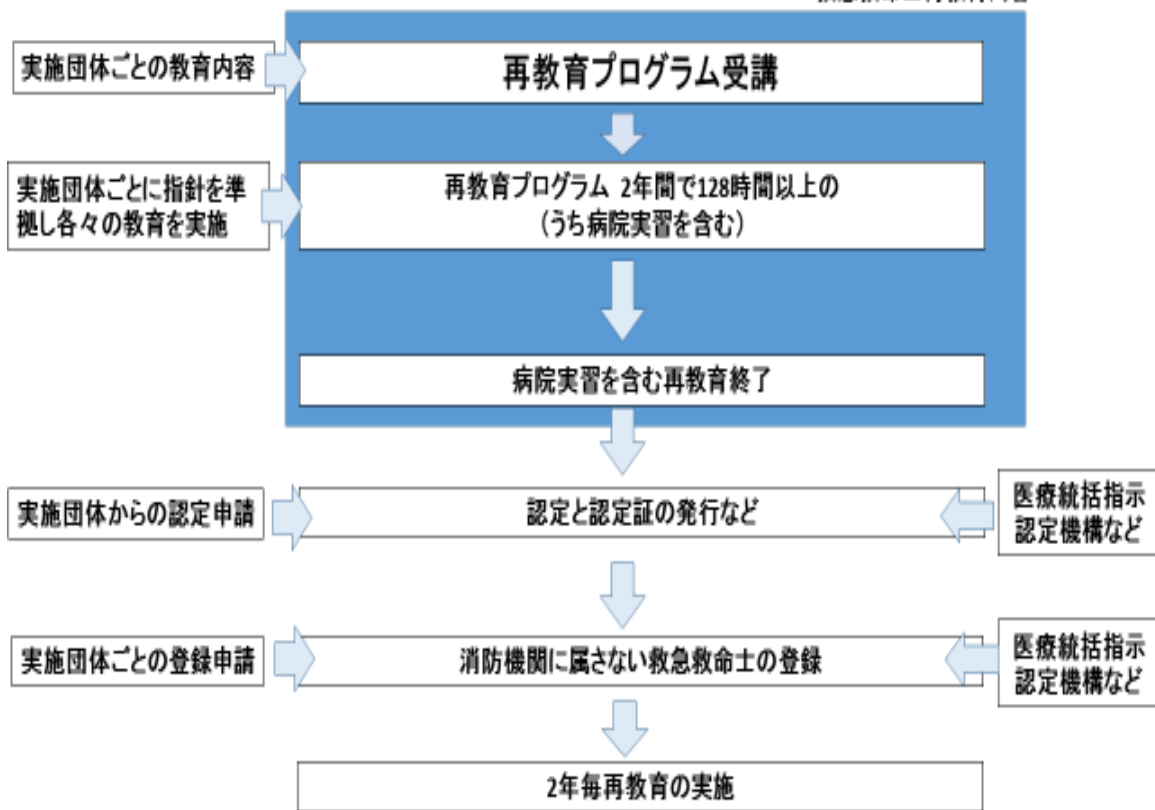 実施団体ごとの教育内容
再教育プログラム受講
実施団体ごとに指針を準
拠し各々の教育を実施
再教育プログラム 2年間で128時間以上の
(うち病院実習を含む)
病院実習を含む再教育終了
実施団体からの認定申請
認定と認定証の発行など
医療統括指示
認定機構など
実施団体ごとの登録申請
消防機関に属さない救急救命士の登録
医療統括指示
認定機構など
2年毎再教育の実施